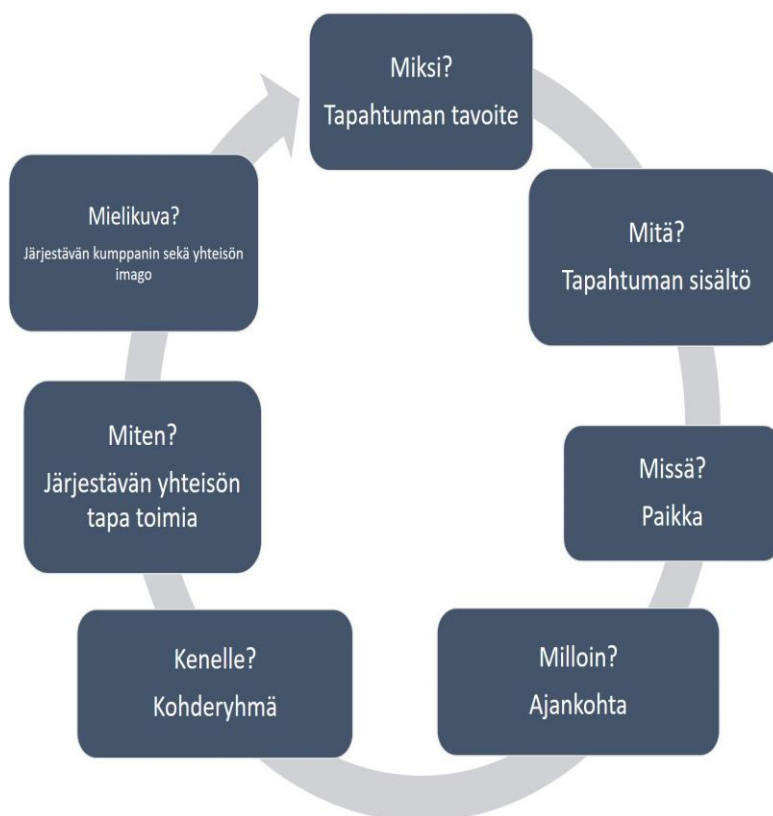 Miksi?
Tapahtuman tavoite
Mitä?
Tapahtuman sisältö
Missä?
Paikka
Milloin?
Ajankohta
Kenelle?
Kohderyhmä
Miten?
Järjestävän yhteisön
tapa toimia
Mielikuva?
Järjestävän kumppanin sekä yhteisön
imago